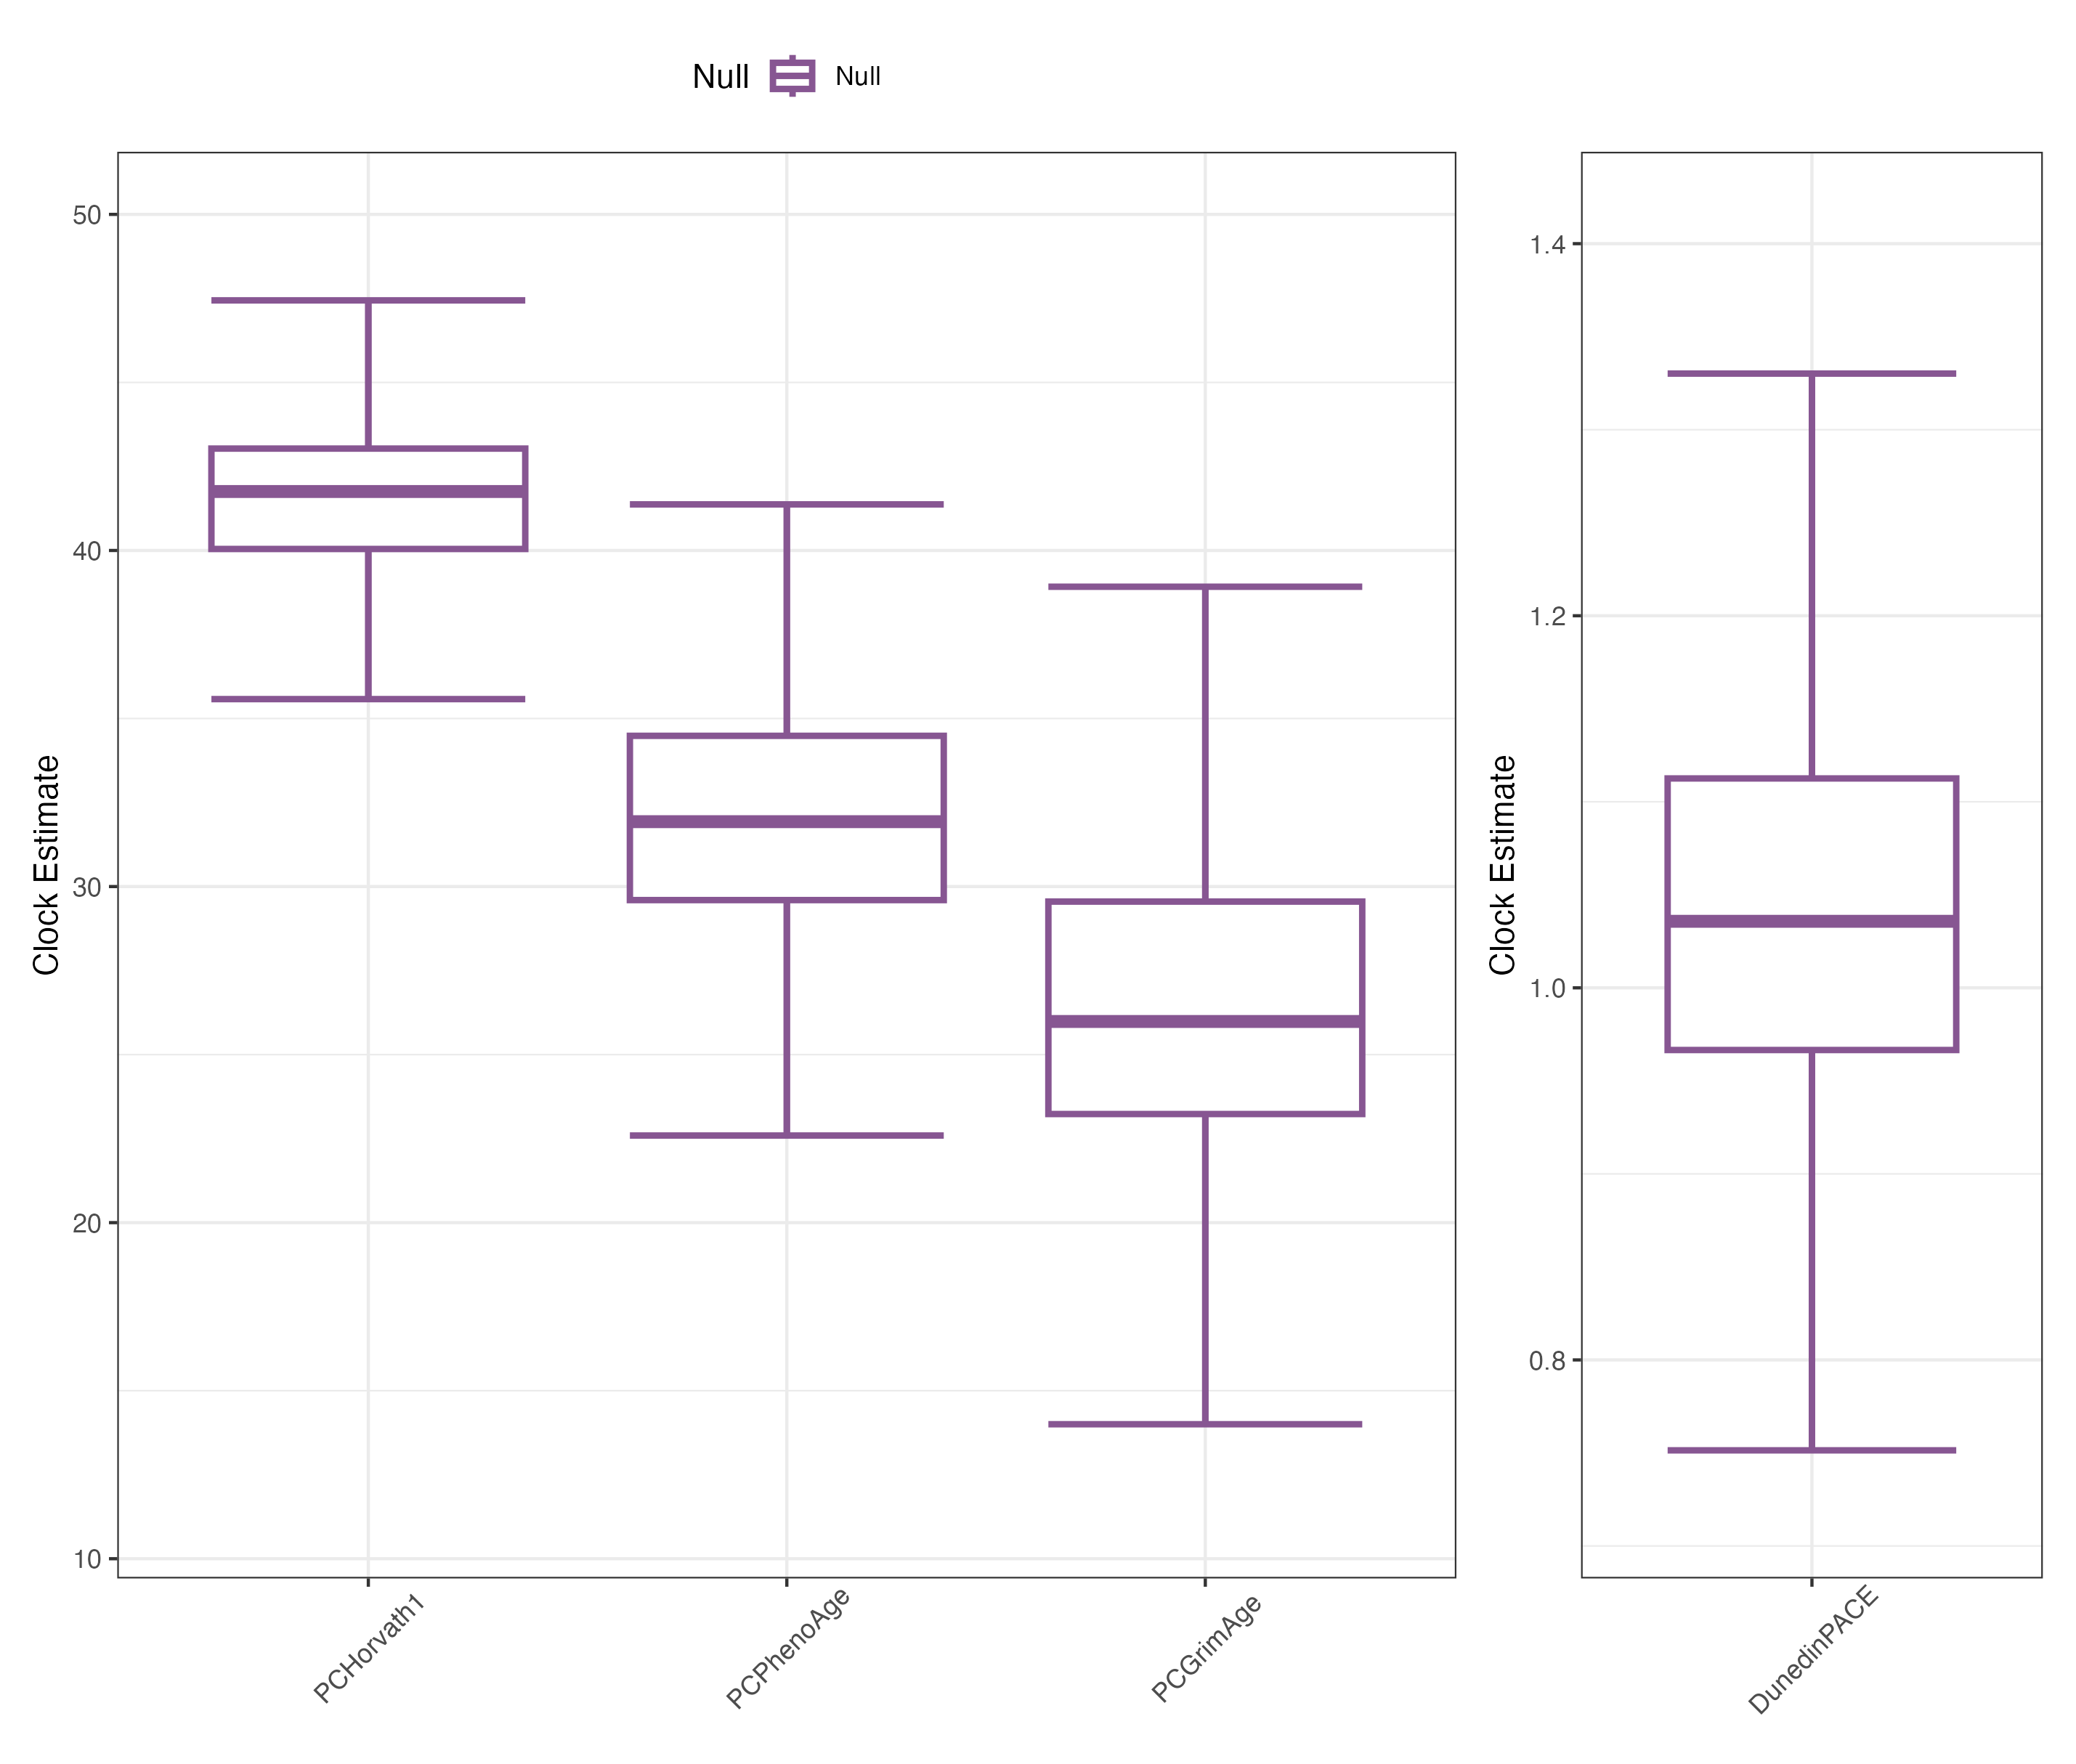 Null Null
Clock Estimate
50
40
30
20
10
PCHorvath1
PCPhenoAge
PCGrimAge
Clock Estimate
1.4
1.2
1.0
0.8
DunedinPACE